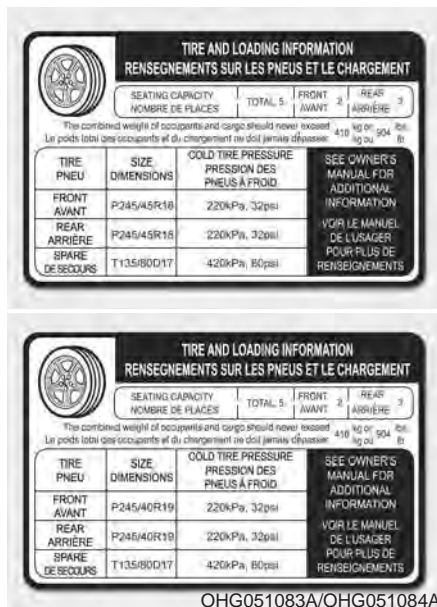 TIRE AND LOADING INFORMATION
RENSEGNEMENTS SUR LES PNEUS ET LE CHARGEMENT
SEATING CAPACITY
NOMBRE DE PLACES
TOTAL 5
FRONT
AVANT
2
REAR
ARRIÈRE
3
The combined weight of occupants and cargo should never exceed
Le poids total des occupants et du chargement ne doit jamais dépasser
410 kg or 904 lbs.
kg ou lt
TIRE
PNEU
SIZE
DIMENSIONS
COLD TIRE PRESSURE
PRESSION DES
PNEUS À FROID
SEE OWNER'S
MANUAL FOR
ADDITIONAL
INFORMATION
VOIR LE MANUEL
DE L'USAGER
POUR PLUS DE
RENSEIGNEMENTS
FRONT
AVANT
P245/45R18
220kPa, 32psi
REAR
ARRIÈRE
P245/45R18
220kPa, 32psi
SPARE
DE SECOURS
T135/80D17
420kPa, 60psi
TIRE AND LOADING INFORMATION
RENSEGNEMENTS SUR LES PNEUS ET LE CHARGEMENT
SEATING CAPACITY
NOMBRE DE PLACES
TOTAL 5
FRONT
AVANT
2
REAR
ARRIÈRE
3
The combined weight of occupants and cargo should never exceed
Le poids total des occupants et du chargement ne doit jamais dépasser
410 kg or 904 lbs.
kg ou lt
TIRE
PNEU
SIZE
DIMENSIONS
COLD TIRE PRESSURE
PRESSION DES
PNEUS À FROID
SEE OWNER'S
MANUAL FOR
ADDITIONAL
INFORMATION
VOIR LE MANUEL
DE L'USAGER
POUR PLUS DE
RENSEIGNEMENTS
FRONT
AVANT
P245/40R19
220kPa, 32psi
REAR
ARRIÈRE
P245/40R19
220kPa, 32psi
SPARE
DE SECOURS
T135/80D17
420kPa, 60psi
OHG051083A/OHG051084A